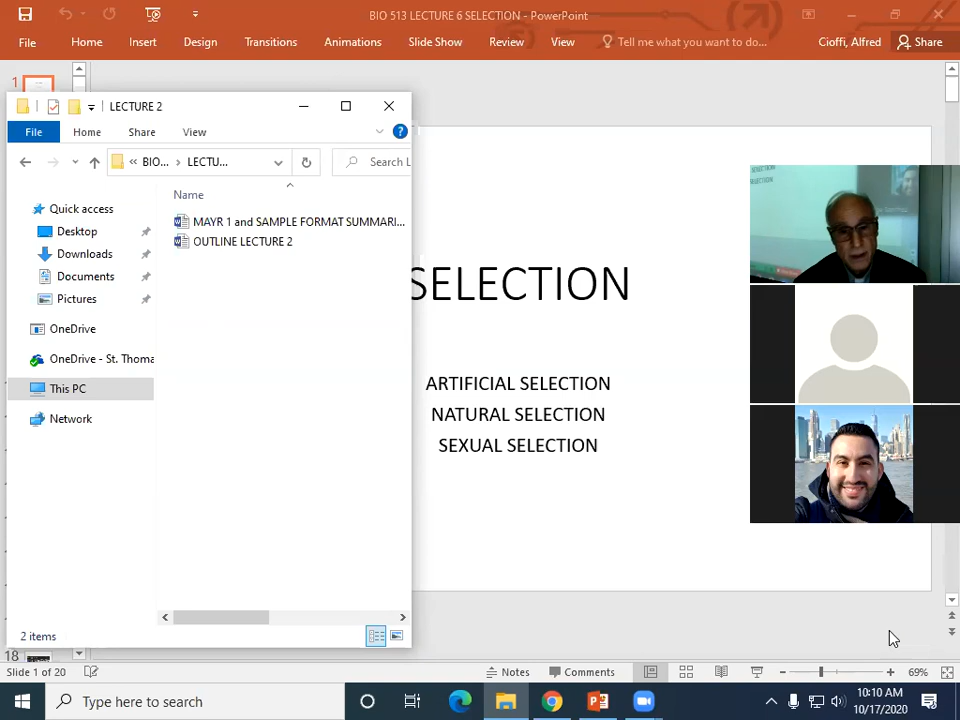 BIO 513 LECTURE 6 SELECTION - PowerPoint
File Home Insert Design Transitions Animations Slide Show Review View Tell me what you want to do... Cioffi, Alfred Share
1
LECTURE 2
File Home Share View
« BIO... › LECTU... Search L
Name
Quick access
Desktop
Downloads
Documents
Pictures
OneDrive
OneDrive - St. Thoma
This PC
Network
MAYR 1 and SAMPLE FORMAT SUMMARI...
OUTLINE LECTURE 2
2 items
SELECTION
ARTIFICIAL SELECTION
NATURAL SELECTION
SEXUAL SELECTION
18
Slide 1 of 20 Notes Comments 69%
Type here to search 10:10 AM
10/17/2020